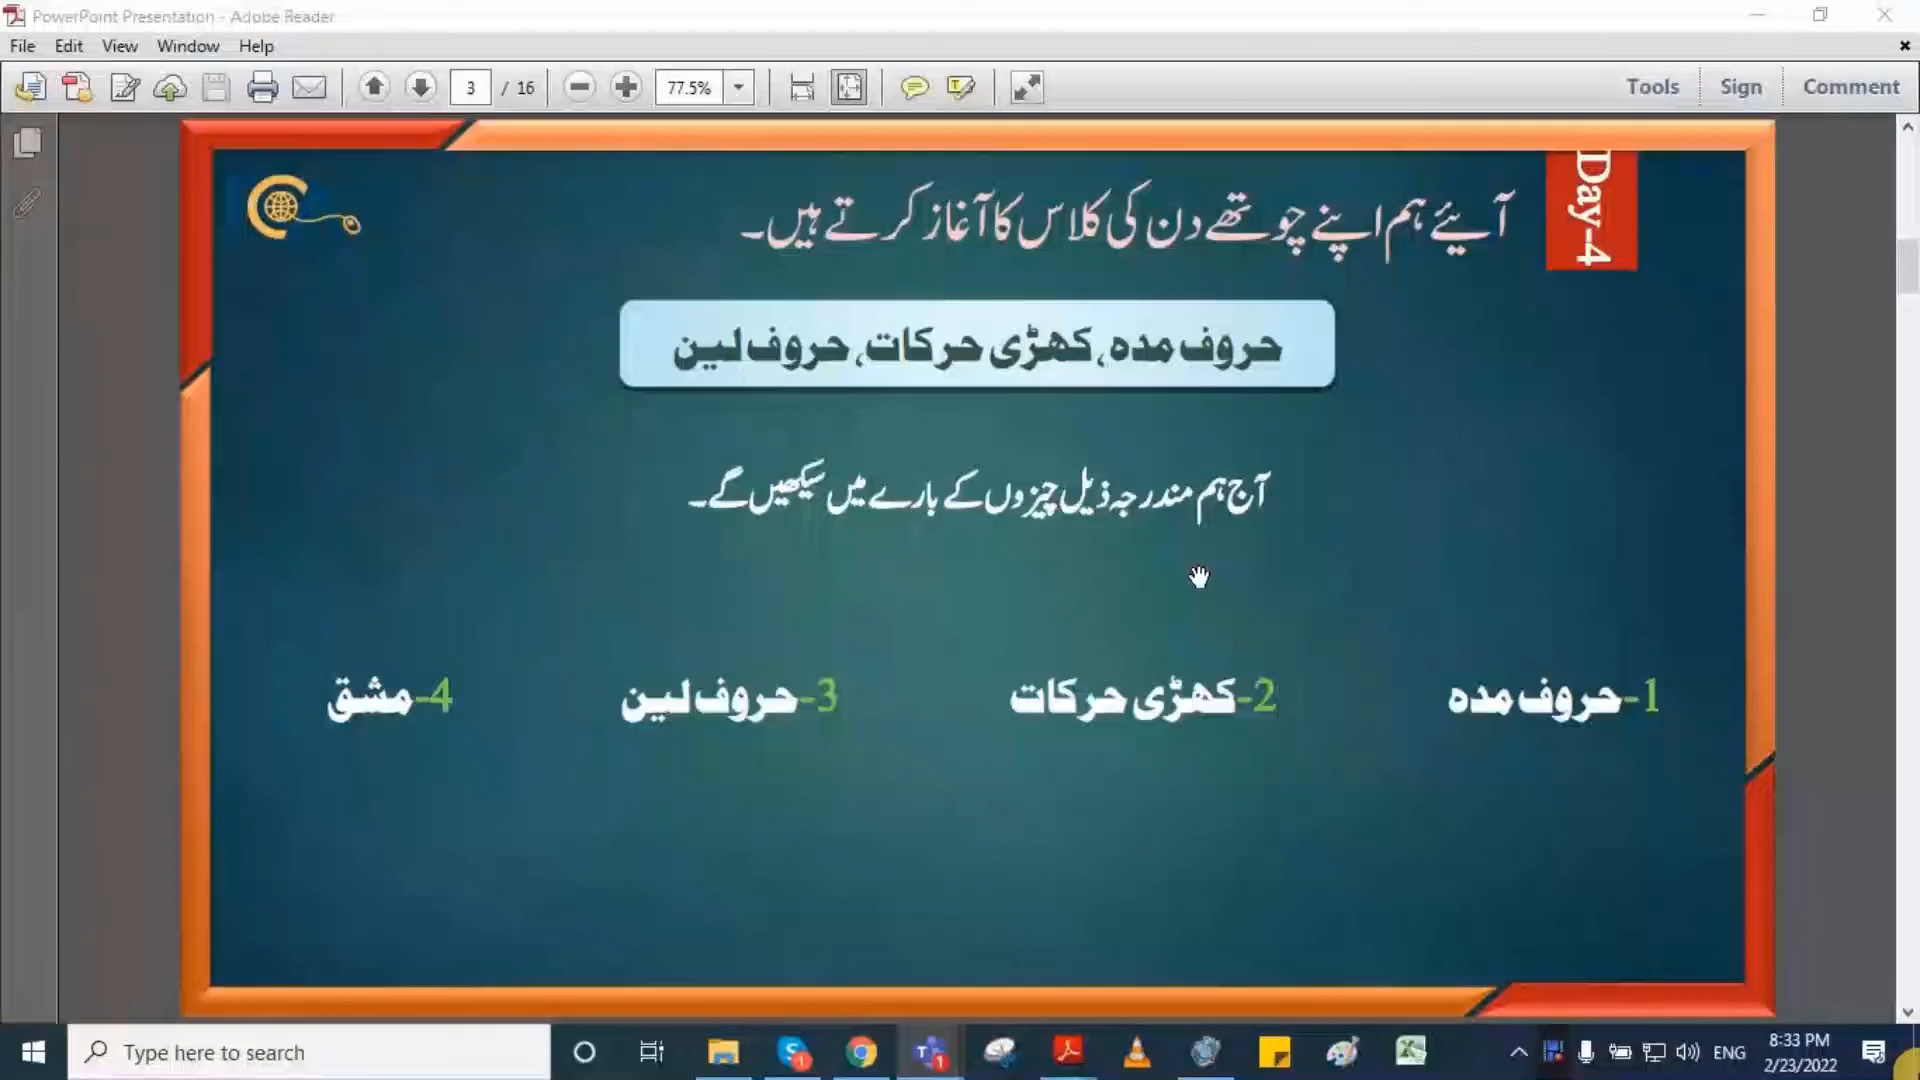 PowerPoint Presentation - Adobe Reader
File Edit View Window Help
3 / 16 77.5% Tools Sign Comment
Day-4
آیئے ہم اپنے چوتھے دن کی کلاس کا آغاز کرتے ہیں۔
حروف مدہ، کھڑی حرکات، حروف لین
آج ہم مندرجہ ذیل چیزوں کے بارے میں سیکھیں گے۔
1-حروف مدہ 2-کھڑی حرکات 3-حروف لین 4-مشق
Type here to search
ENG
8:33 PM
2/23/2022